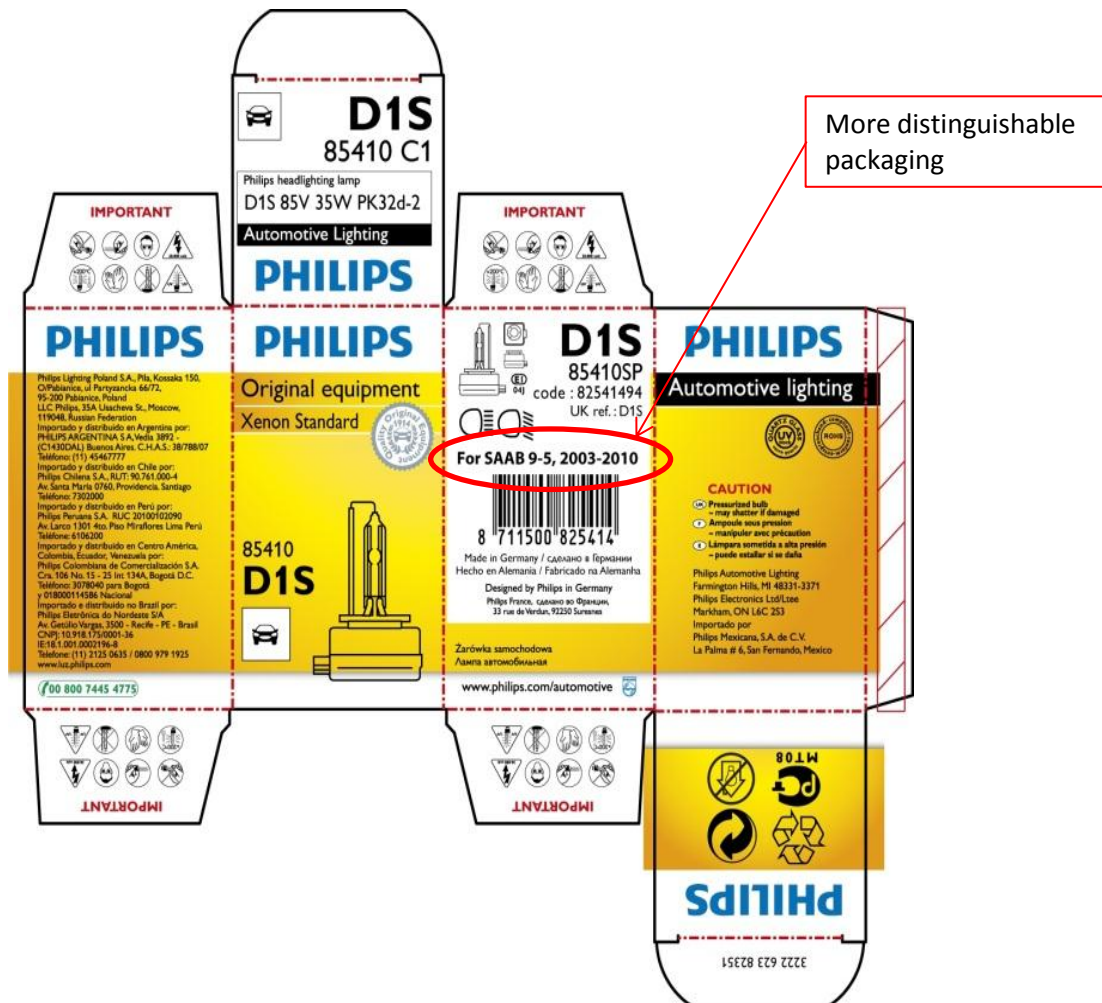 D1S
85410 C1
Philips headlighting lamp
D1S 85V 35W PK32d-2
Automotive Lighting
PHILIPS
More distinguishable
packaging
IMPORTANT
IMPORTANT
PHILIPS
Philips Lighting Poland S.A., Pila, Kossaka 150,
O/Pabianice, ul Partyzancka 66/72,
95-200 Pabianice, Poland
LLC Philips, 35A Usacheva St., Moscow,
119048, Russian Federation
Importado y distribuido en Argentina por:
PHILIPS ARGENTINA S.A, Vedia 3892 -
(C1430DAL) Buenos Aires. C.H.A.S.: 38/788/07
Teléfono: (11) 45467777
Importado y distribuido en Chile por:
Philips Chilena S.A., RUT: 90.761.000-4
Av. Santa María 0760, Providencia. Santiago
Teléfono: 7302000
Importado y distribuido en Perú por:
Philips Peruana S.A. RUC 20100102090
Av. Larco 1301 4to. Piso Miraflores Lima Perú
Teléfono: 6106200
Importado y distribuido en Centro América,
Colombia, Ecuador, Venezuela por:
Philips Colombiana de Comercialización S.A.
Cra. 106 No. 15 - 25 int 134A, Bogotá D.C.
Teléfono: 3078040 para Bogotá
y 018000114586 Nacional
Importado e distribuido no Brazil por:
Philips Eletrônica do Nordeste S/A
Av. Getúlio Vargas, 3500 - Recife - PE - Brasil
CNPJ: 10.918.175/0001-36
IE:18.1.001.0002196-8
Telefone: (11) 2125 0635 / 0800 979 1925
www.luz.philips.com
00 800 7445 4775
PHILIPS
Original equipment
Xenon Standard
Original Equipment
1914
85410
D1S
D1S
85410SP
E1
04J
code : 82541494
UK ref. : D1S
For SAAB 9-5, 2003-2010
8 711500 825414
Made in Germany / сделано в Германии
Hecho en Alemania / Fabricado na Alemanha
Designed by Philips in Germany
Philips France, сделано во Франции,
33 rue de Verdun, 92250 Suresnes
Żarówka samochodowa
Лампа автомобильная
www.philips.com/automotive
PHILIPS
Automotive lighting
QUARTZ GLASS
UV
ROHS
CAUTION
UK Pressurized bulb
– may shatter if damaged
F Ampoule sous pression
– manipuler avec précaution
E Lámpara sometida a alta presión
– puede estallar si se daña
Philips Automotive Lighting
Farmington Hills, MI 48331-3371
Philips Electronics Ltd/Ltee
Markham, ON L6C 2S3
Importado por
Philips Mexicana, S.A. de C.V.
La Palma # 6, San Fernando, Mexico
IMPORTANT
IMPORTANT
MT08
PHILIPS
3222 623 82351